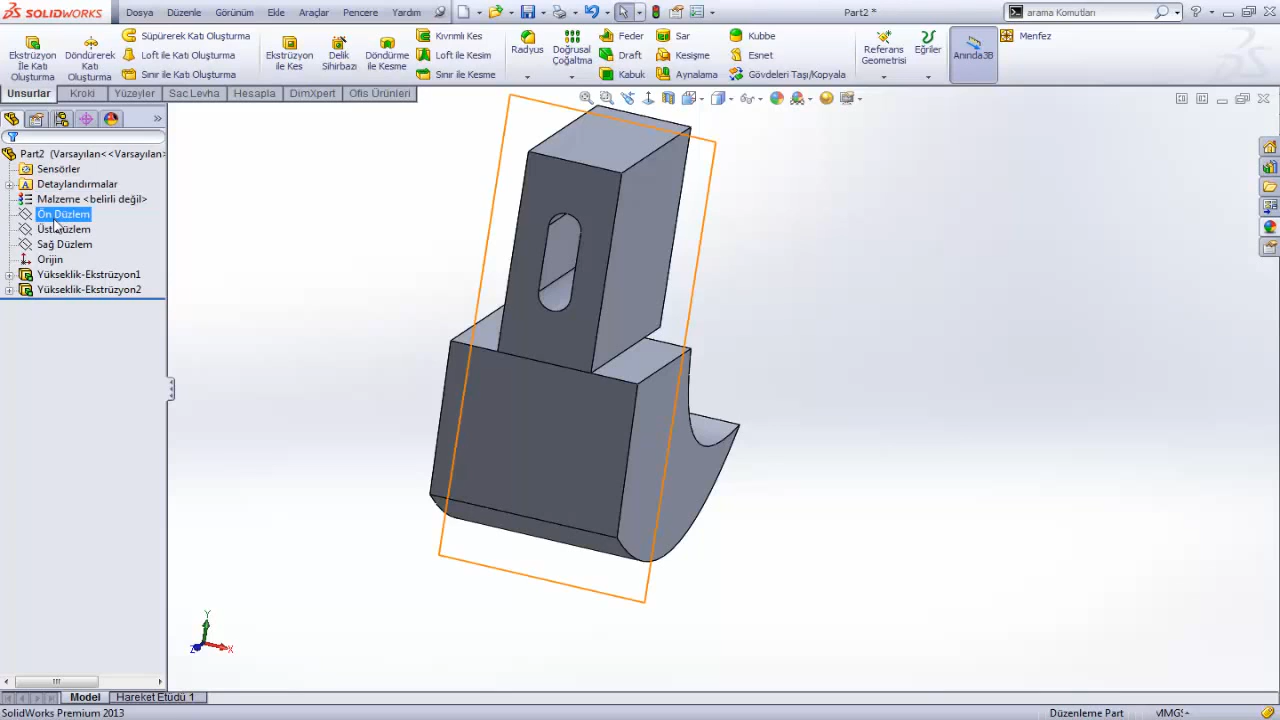 SOLIDWORKS
Dosya Düzenle Görünüm Ekle Araçlar Pencere Yardım
Part2 *
arama Komutları
Ekstrüzyon İle Katı Oluşturma
Döndürerek Katı Oluşturma
Süpürerek Katı Oluşturma
Loft ile Katı Oluşturma
Sınır ile Katı Oluşturma
Ekstrüzyon ile Kes
Delik Sihirbazı
Döndürme ile Kesme
Kıvrımlı Kes
Loft ile Kesim
Sınır ile Kesme
Radyus
Doğrusal Çoğaltma
Feder
Draft
Kabuk
Sar
Kesişme
Aynalama
Kubbe
Esnet
Gövdeleri Taşı/Kopyala
Referans Geometrisi
Eğriler
Anında3B
Menfez
Unsurlar Kroki Yüzeyler Sac Levha Hesapla DimXpert Ofis Ürünleri
Part2 (Varsayılan<<Varsayılan>
Sensörler
Detaylandırmalar
Malzeme <belirli değil>
Ön Düzlem
Üst Düzlem
Sağ Düzlem
Orijin
Yükseklik-Ekstrüzyon1
Yükseklik-Ekstrüzyon2
Y
Z
X
Model Hareket Etüdü 1
SolidWorks Premium 2013
Düzenleme Part